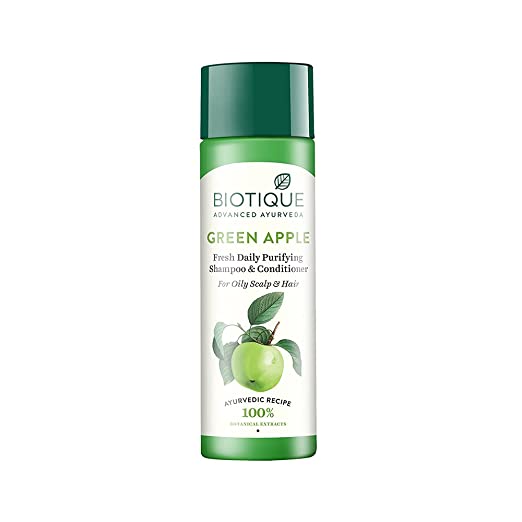 BIOTIQUE
ADVANCED AYURVEDA
GREEN APPLE
Fresh Daily Purifying
Shampoo & Conditioner
For Oily Scalp & Hair
AYURVEDIC RECIPE
100%
BOTANICAL EXTRACTS